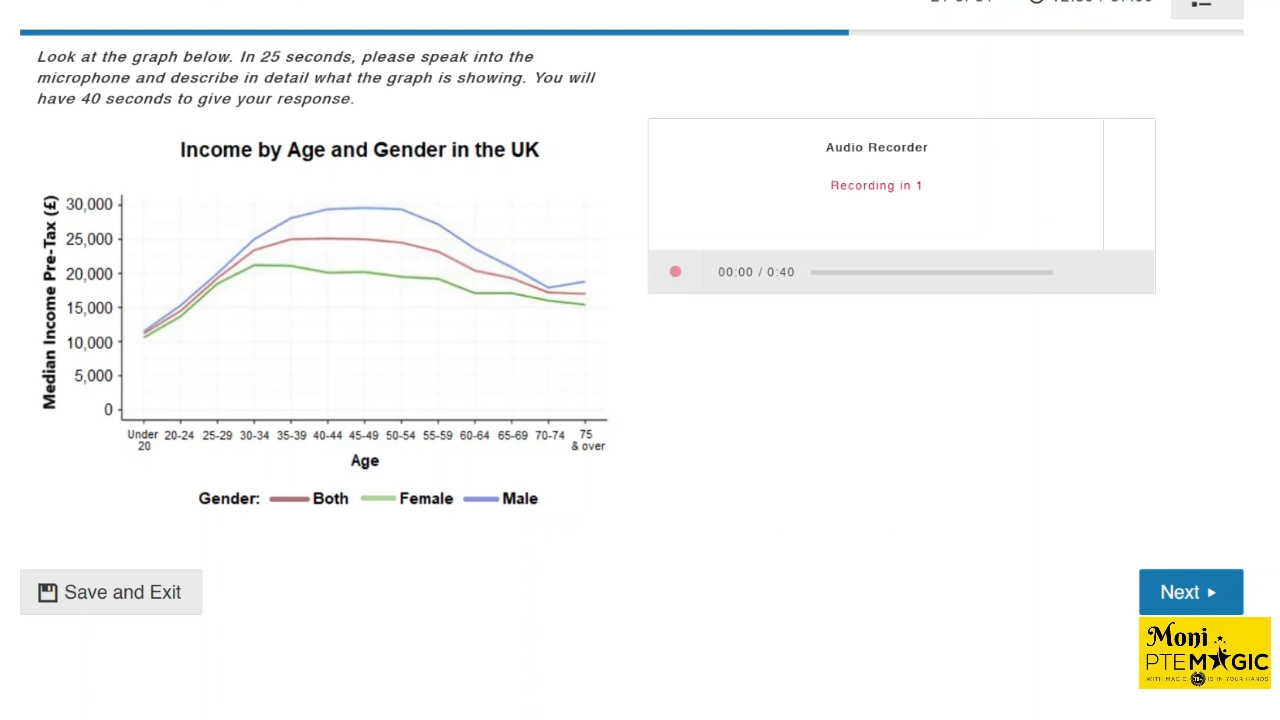 Look at the graph below. In 25 seconds, please speak into the
microphone and describe in detail what the graph is showing. You will
have 40 seconds to give your response.
Income by Age and Gender in the UK
Median Income Pre-Tax (£)
30,000
25,000
20,000
15,000
10,000
5,000
0
Under 20 20-24 25-29 30-34 35-39 40-44 45-49 50-54 55-59 60-64 65-69 70-74 75 & over
Age
Gender: Both Female Male
Audio Recorder
Recording in 1
00:00 / 0:40
Save and Exit
Next
Moni
PTEMAGIC